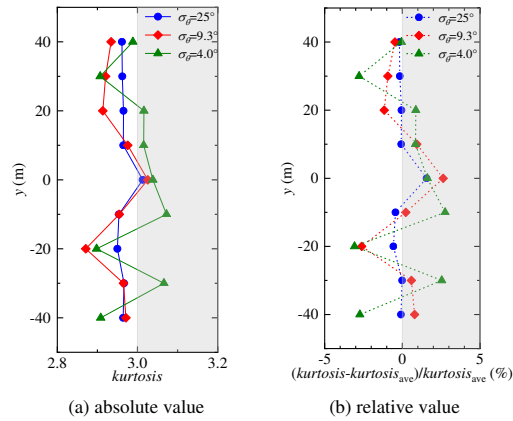 (a)
(b)
σθ=25°
σθ=9.3°
σθ=4.0°
σθ=25°
σθ=9.3°
σθ=4.0°
40
20
0
-20
-40
y (m)
40
20
0
-20
-40
y (m)
2.8
3.0
3.2
kurtosis
-5
0
5
(kurtosis-kurtosisave)/kurtosisave (%)
(a) absolute value
(b) relative value